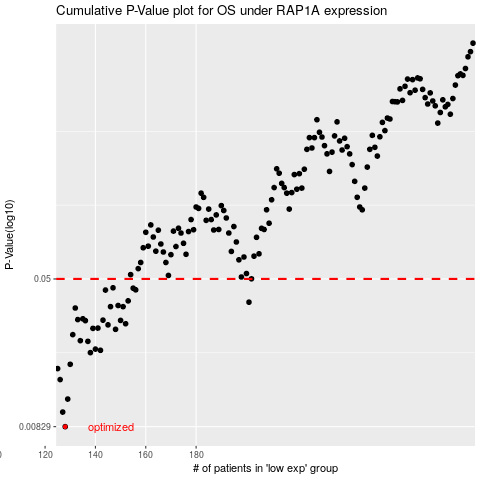 Cumulative P-Value plot for OS under RAP1A expression
P-Value(log10)
0.05
0.00829
optimized
0
120
140
160
180
# of patients in 'low exp' group